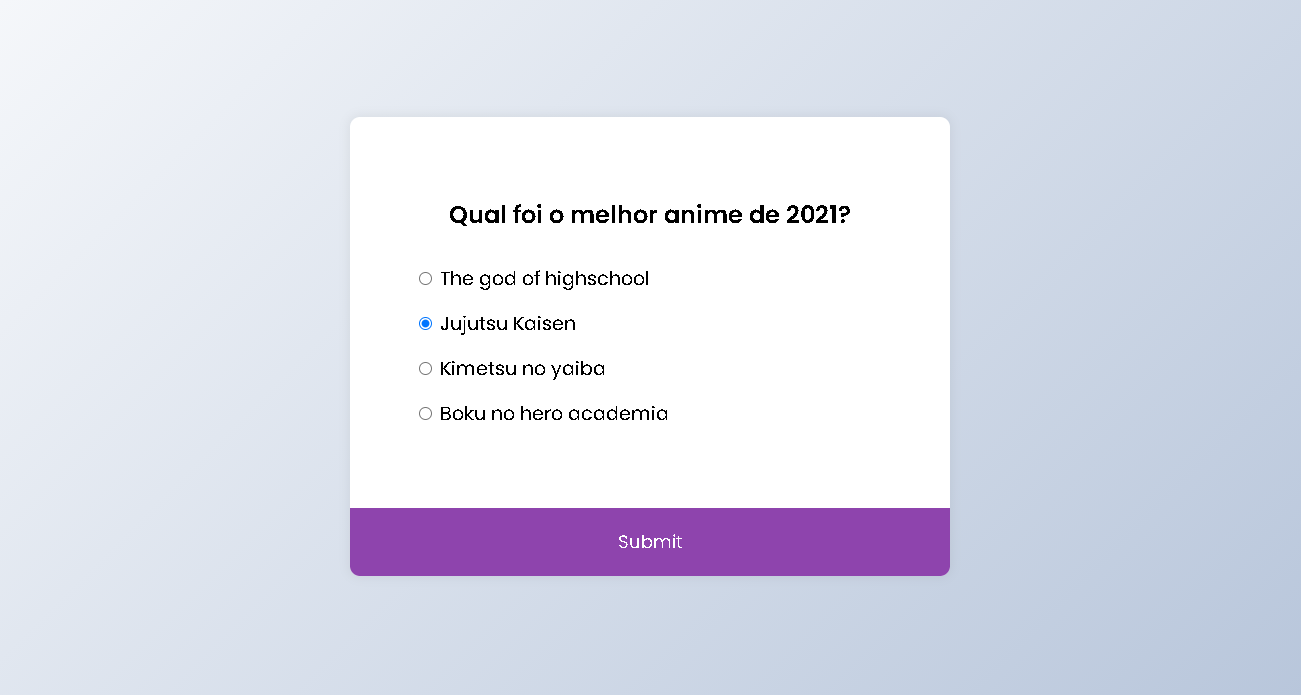 Qual foi o melhor anime de 2021?
The god of highschool
Jujutsu Kaisen
Kimetsu no yaiba
Boku no hero academia
Submit